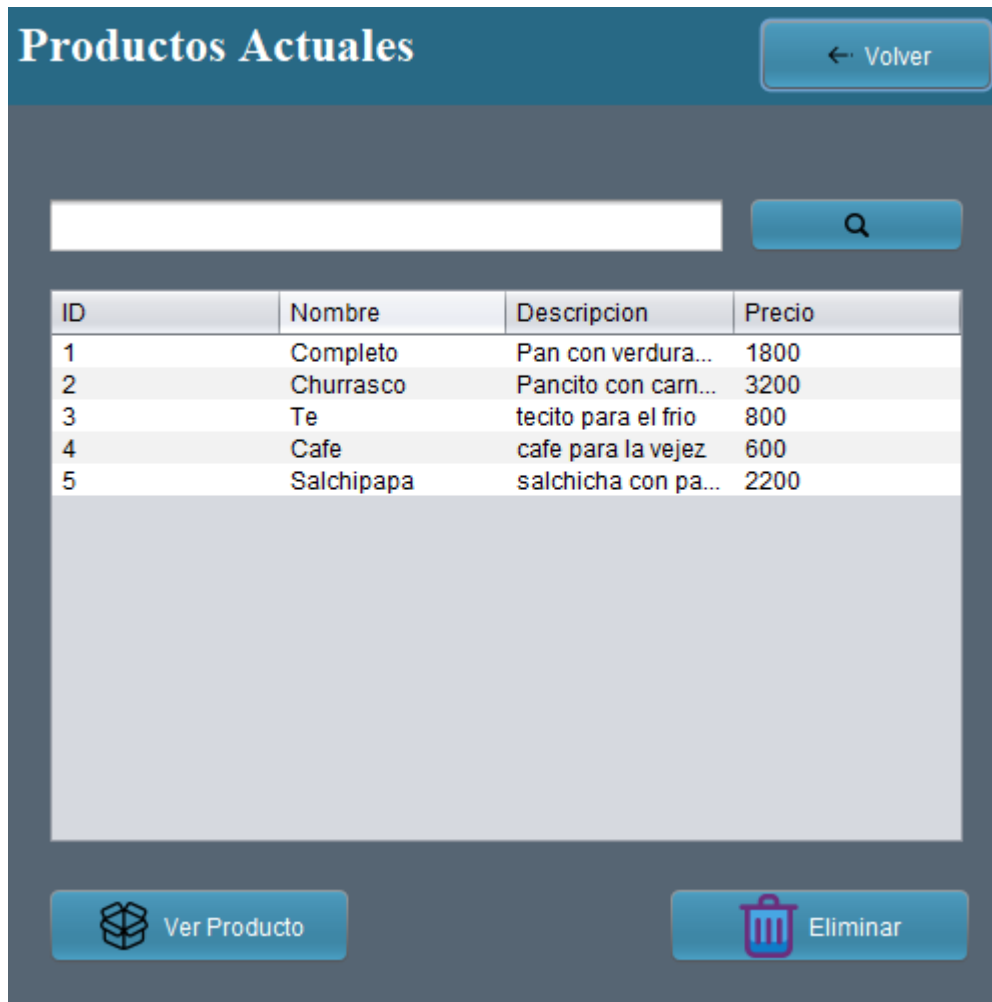 Productos Actuales
Volver
ID Nombre Descripcion Precio
1 Completo Pan con verdura... 1800
2 Churrasco Pancito con carn... 3200
3 Te tecito para el frio 800
4 Cafe cafe para la vejez 600
5 Salchipapa salchicha con pa... 2200
Ver Producto Eliminar